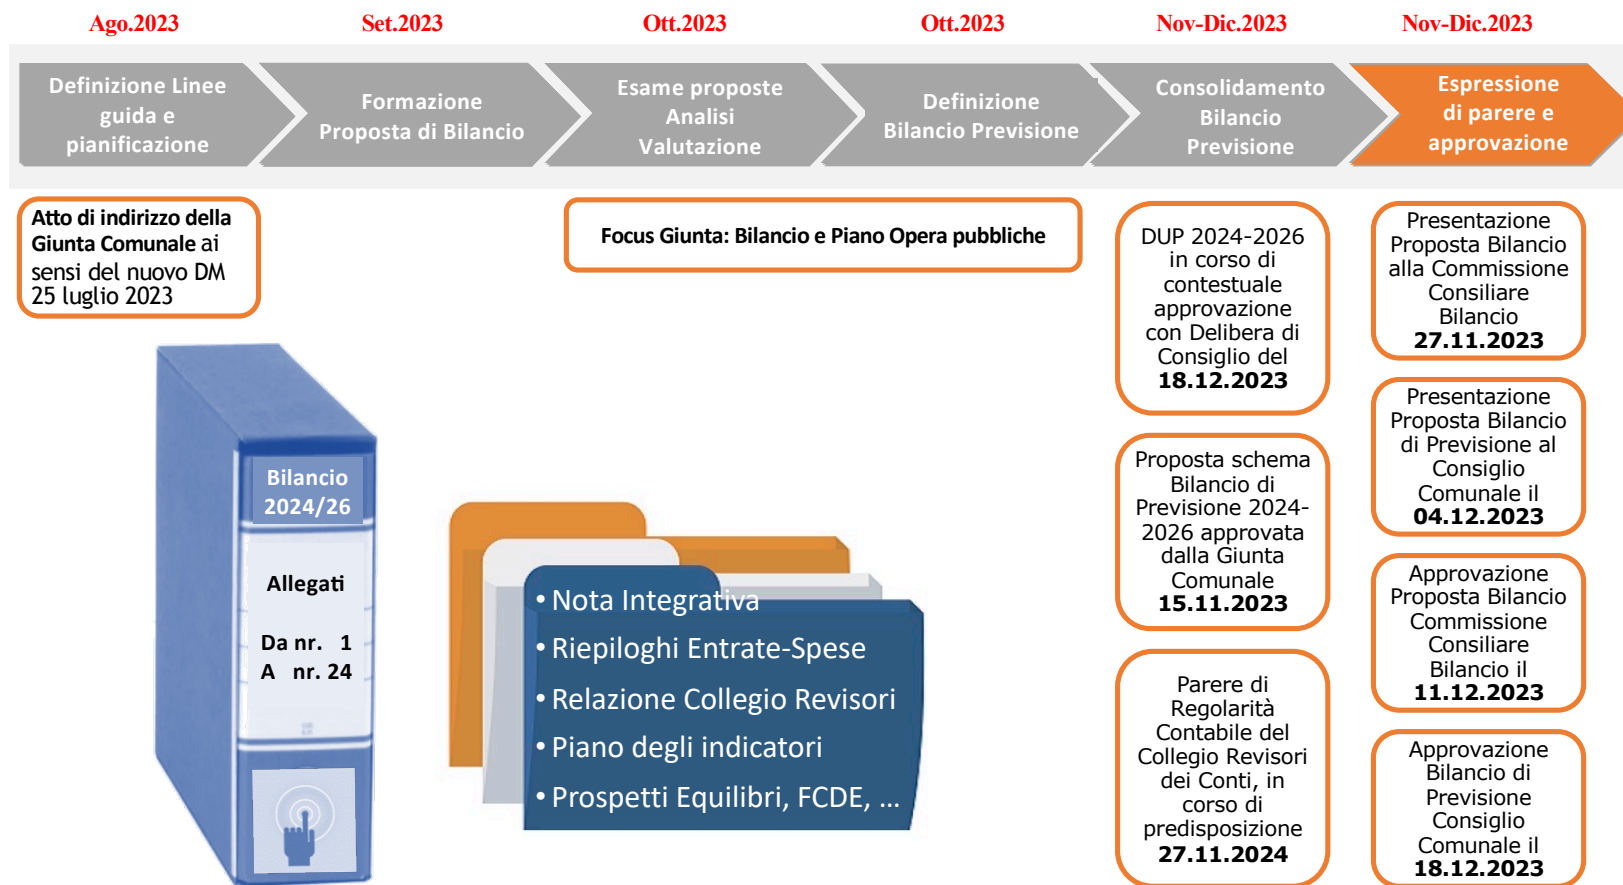 Ago.2023
Set.2023
Ott.2023
Ott.2023
Nov-Dic.2023
Nov-Dic.2023
Definizione Linee
guida e
pianificazione
Formazione
Proposta di Bilancio
Esame proposte
Analisi
Valutazione
Definizione
Bilancio Previsione
Consolidamento
Bilancio
Previsione
Espressione
di parere e
approvazione
Atto di indirizzo della
Giunta Comunale ai
sensi del nuovo DM
25 luglio 2023
Focus Giunta: Bilancio e Piano Opera pubbliche
DUP 2024-2026
in corso di
contestuale
approvazione
con Delibera di
Consiglio del
18.12.2023
Proposta schema
Bilancio di
Previsione 2024-
2026 approvata
dalla Giunta
Comunale
15.11.2023
Parere di
Regolarità
Contabile del
Collegio Revisori
dei Conti, in
corso di
predisposizione
27.11.2024
Presentazione
Proposta Bilancio
alla Commissione
Consiliare
Bilancio
27.11.2023
Presentazione
Proposta Bilancio
di Previsione al
Consiglio
Comunale il
04.12.2023
Approvazione
Proposta Bilancio
Commissione
Consiliare
Bilancio il
11.12.2023
Approvazione
Bilancio di
Previsione
Consiglio
Comunale il
18.12.2023
Bilancio
2024/26
Allegati
Da nr. 1
A nr. 24
• Nota Integrativa
• Riepiloghi Entrate-Spese
• Relazione Collegio Revisori
• Piano degli indicatori
• Prospetti Equilibri, FCDE, ...